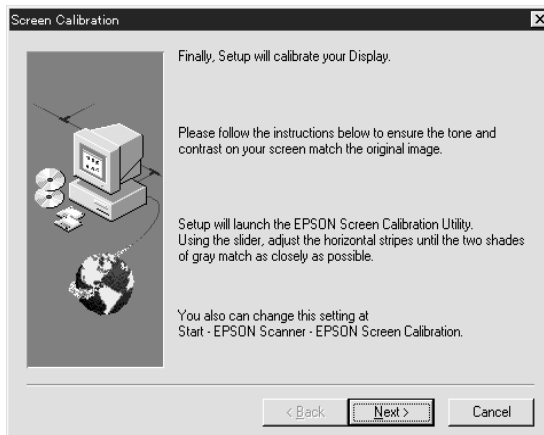 Screen Calibration
Finally, Setup will calibrate your Display.
Please follow the instructions below to ensure the tone and
contrast on your screen match the original image.
Setup will launch the EPSON Screen Calibration Utility.
Using the slider, adjust the horizontal stripes until the two shades
of gray match as closely as possible.
You also can change this setting at
Start - EPSON Scanner - EPSON Screen Calibration.
< Back
Next >
Cancel